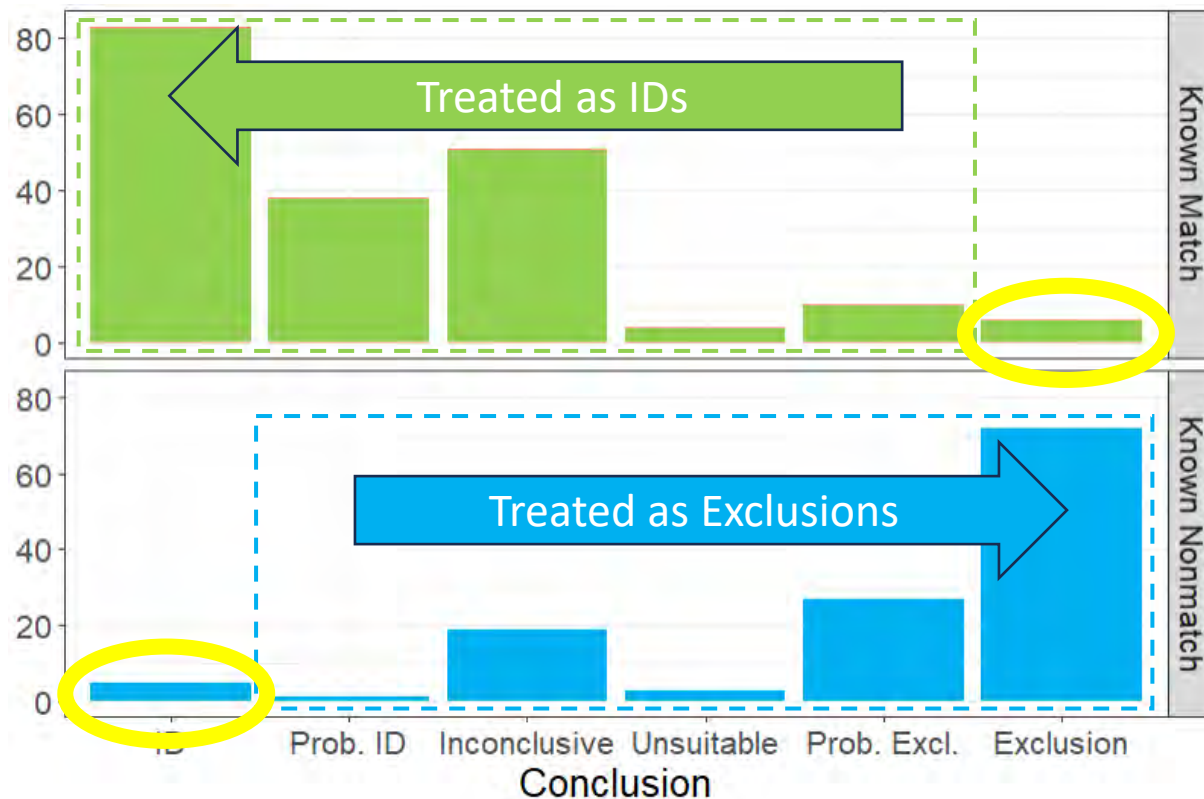 80
60
40
20
0
Treated as IDs
Known Match
80
60
40
20
0
Treated as Exclusions
Known Nonmatch
ID Prob. ID Inconclusive Unsuitable Prob. Excl. Exclusion
Conclusion